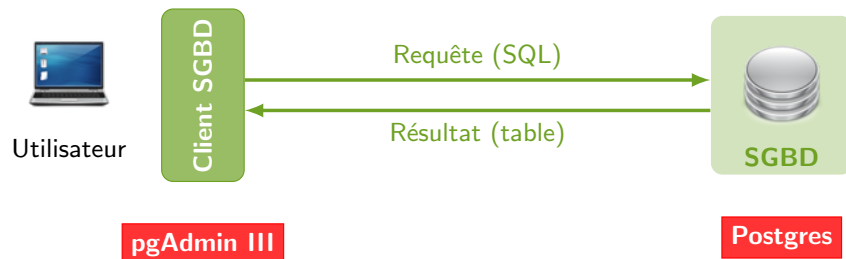 Utilisateur
Client SGBD
Requête (SQL)
Résultat (table)
SGBD
pgAdmin III
Postgres